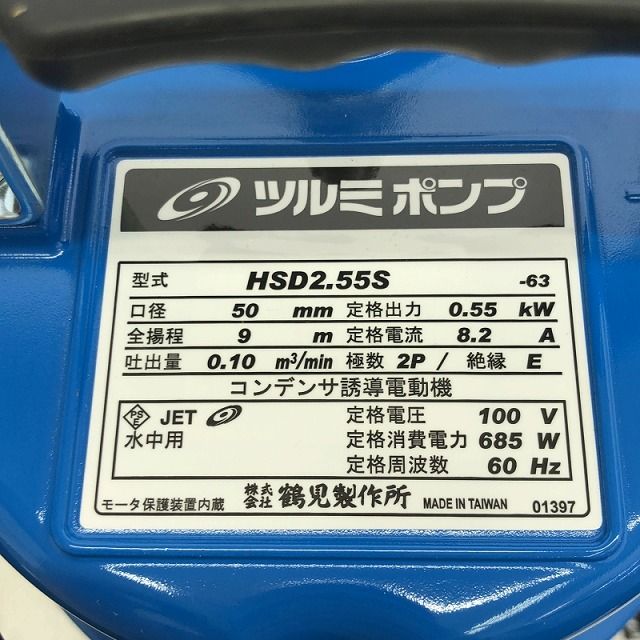 ツルミポンプ
型式 HSD2.55S -63
口径 50 mm 定格出力 0.55 kW
全揚程 9 m 定格電流 8.2 A
吐出量 0.10 m³/min 極数 2P / 絶縁 E
コンデンサ誘導電動機
PSE JET 定格電圧 100 V
水中用 定格消費電力 685 W
定格周波数 60 Hz
モータ保護装置内蔵 株式会社 鶴見製作所 MADE IN TAIWAN 01397